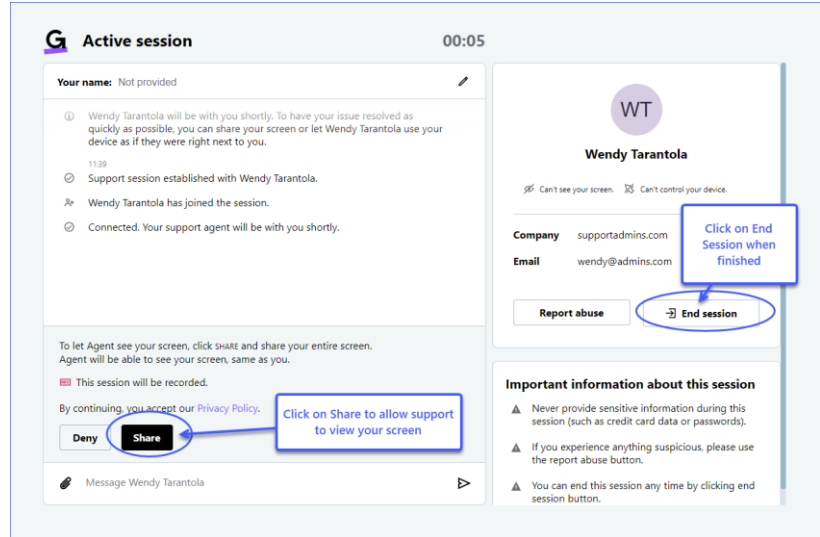 G Active session 00:05
Your name: Not provided
Wendy Tarantola will be with you shortly. To have your issue resolved as
quickly as possible, you can share your screen or let Wendy Tarantola use your
device as if they were right next to you.
11:39
Support session established with Wendy Tarantola.
Wendy Tarantola has joined the session.
Connected. Your support agent will be with you shortly.
To let Agent see your screen, click SHARE and share your entire screen.
Agent will be able to see your screen, same as you.
This session will be recorded.
By continuing, you accept our Privacy Policy.
Deny Share
Click on Share to allow support
to view your screen
Message Wendy Tarantola
WT
Wendy Tarantola
Can't see your screen. Can't control your device.
Company supportadmins.com
Email wendy@admins.com
Click on End
Session when
finished
Report abuse End session
Important information about this session
Never provide sensitive information during this
session (such as credit card data or passwords).
If you experience anything suspicious, please use
the report abuse button.
You can end this session any time by clicking end
session button.